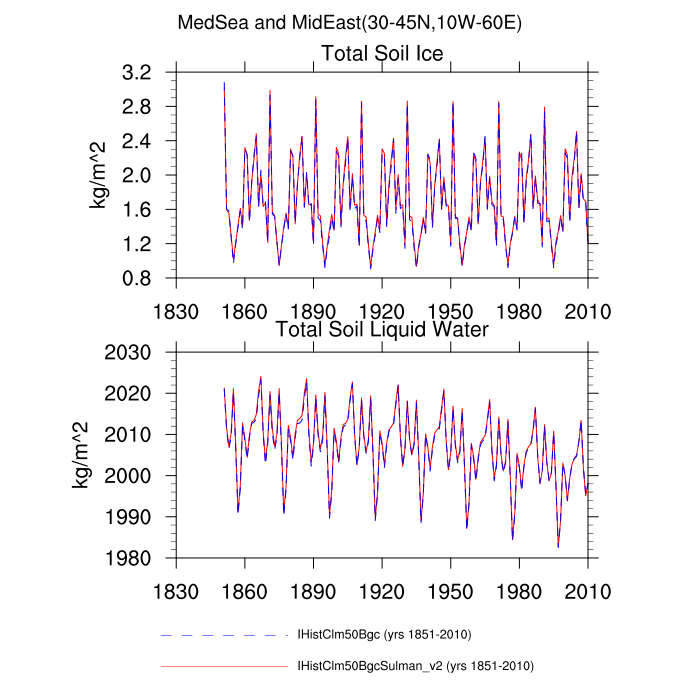 MedSea and MidEast(30-45N,10W-60E)
Total Soil Ice
3.2
2.8
2.4
2.0
1.6
1.2
0.8
kg/m^2
1830 1860 1890 1920 1950 1980 2010
Total Soil Liquid Water
2030
2020
2010
2000
1990
1980
kg/m^2
1830 1860 1890 1920 1950 1980 2010
IHistClm50Bgc (yrs 1851-2010)
IHistClm50BgcSulman_v2 (yrs 1851-2010)